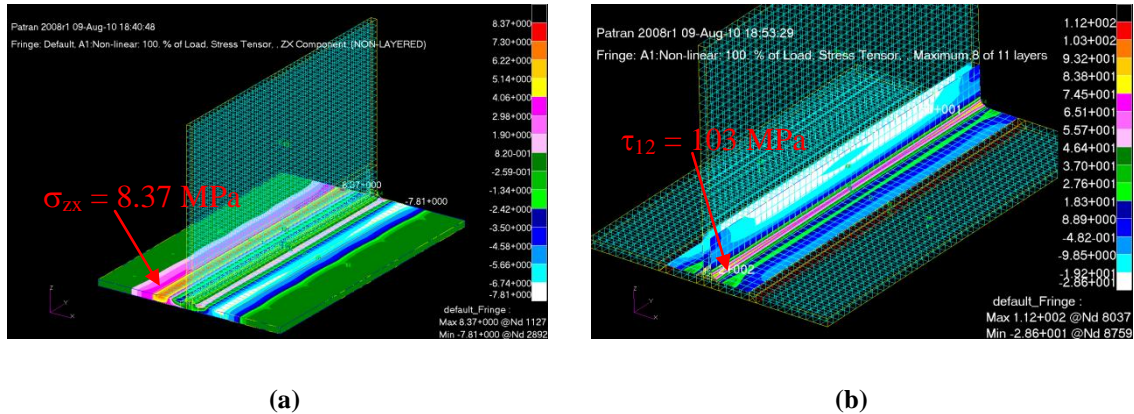 Patran 2008r1 09-Aug-10 18:40:48
Fringe: Default, A1:Non-linear: 100. % of Load, Stress Tensor, , ZX Component, (NON-LAYERED)
8.37+000
7.30+000
6.22+000
5.14+000
4.06+000
2.98+000
1.90+000
8.20-001
-2.59-001
-1.34+000
-2.42+000
-3.50+000
-4.58+000
-5.66+000
-6.74+000
-7.81+000
8.37+000
-7.81+000
σzx = 8.37 MPa
Z
Y
X
default_Fringe :
Max 8.37+000 @Nd 1127
Min -7.81+000 @Nd 2892
(a)
Patran 2008r1 09-Aug-10 18:53:29
Fringe: A1:Non-linear: 100. % of Load, Stress Tensor, , Maximum 8 of 11 layers
1.12+002
1.03+002
9.32+001
8.38+001
7.45+001
6.51+001
5.57+001
4.64+001
3.70+001
2.76+001
1.83+001
8.89+000
-4.82-001
-9.85+000
-1.92+001
-2.86+001
+001
2+002
τ12 = 103 MPa
Z
Y
X
default_Fringe :
Max 1.12+002 @Nd 8037
Min -2.86+001 @Nd 8759
(b)